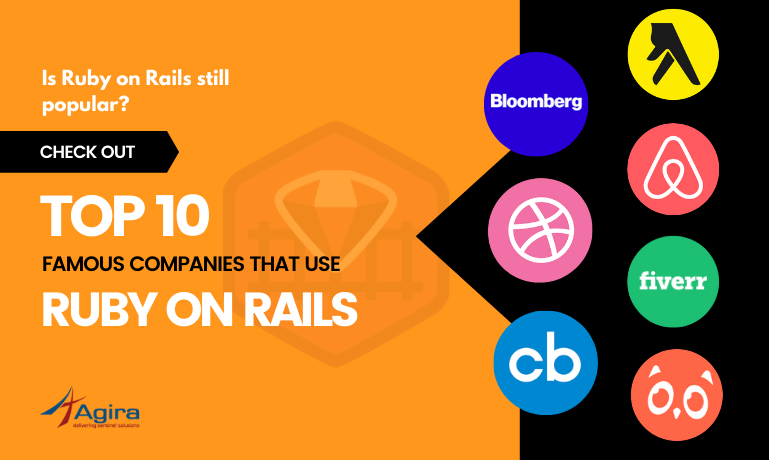 Is Ruby on Rails still
popular?
CHECK OUT
TOP 10
FAMOUS COMPANIES THAT USE
RUBY ON RAILS
Agira
delivering sentinel solutions
Bloomberg
fiverr
cb